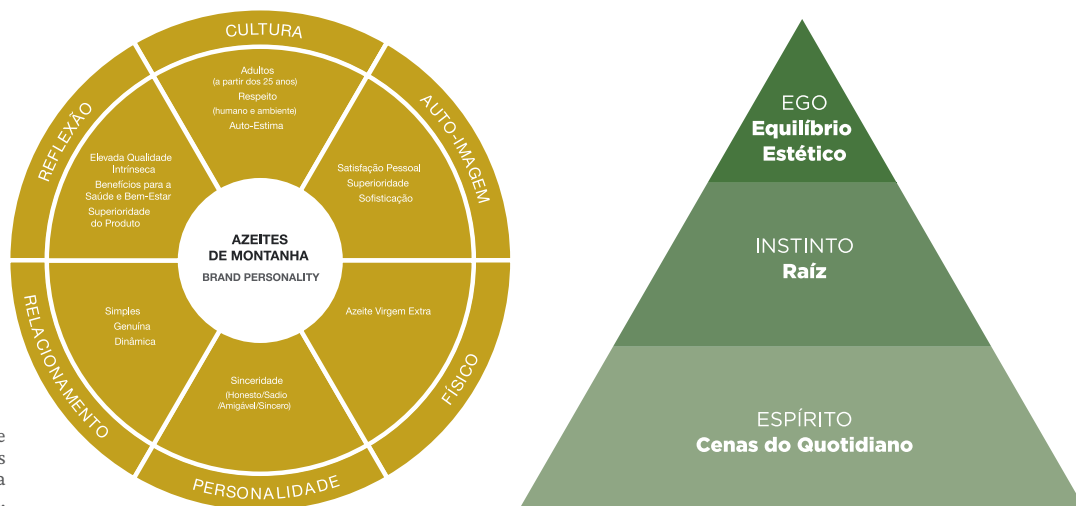 CULTURA
Adultos
(a partir dos 25 anos)
Respeito
(humano e ambiente)
Auto-Estima
AUTO-IMAGEM
Satisfação Pessoal
Superioridade
Sofisticação
FÍSICO
Azeite Virgem Extra
PERSONALIDADE
Sinceridade
(Honesto/Sadio
/Amigável/Sincero)
RELACIONAMENTO
Simples
Genuína
Dinâmica
REFLEXÃO
Elevada Qualidade
Intrínseca
Benefícios para a
Saúde e Bem-Estar
Superioridade
do Produto
AZEITES
DE MONTANHA
BRAND PERSONALITY
EGO
Equilíbrio
Estético
INSTINTO
Raíz
ESPÍRITO
Cenas do Quotidiano